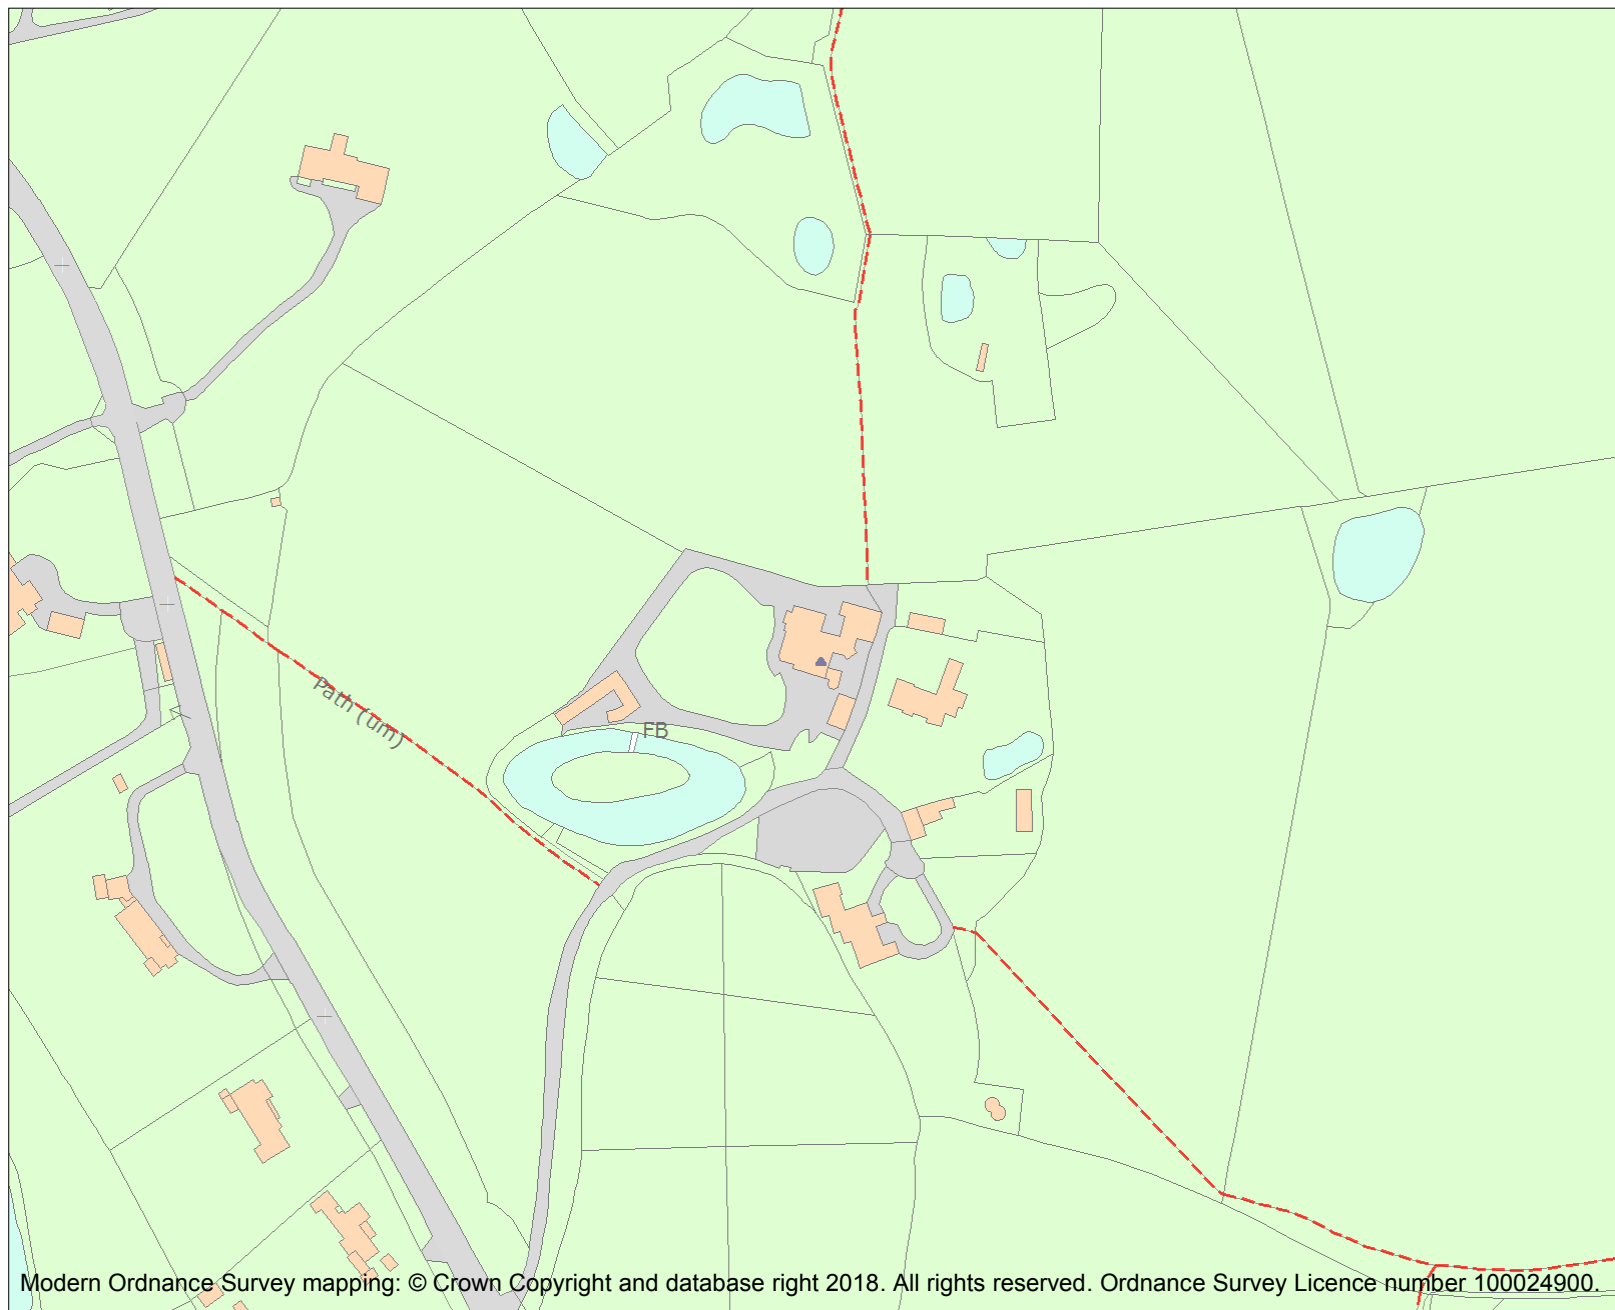 Path (um)
FB
Modern Ordnance Survey mapping: © Crown Copyright and database right 2018. All rights reserved. Ordnance Survey Licence number 100024900.